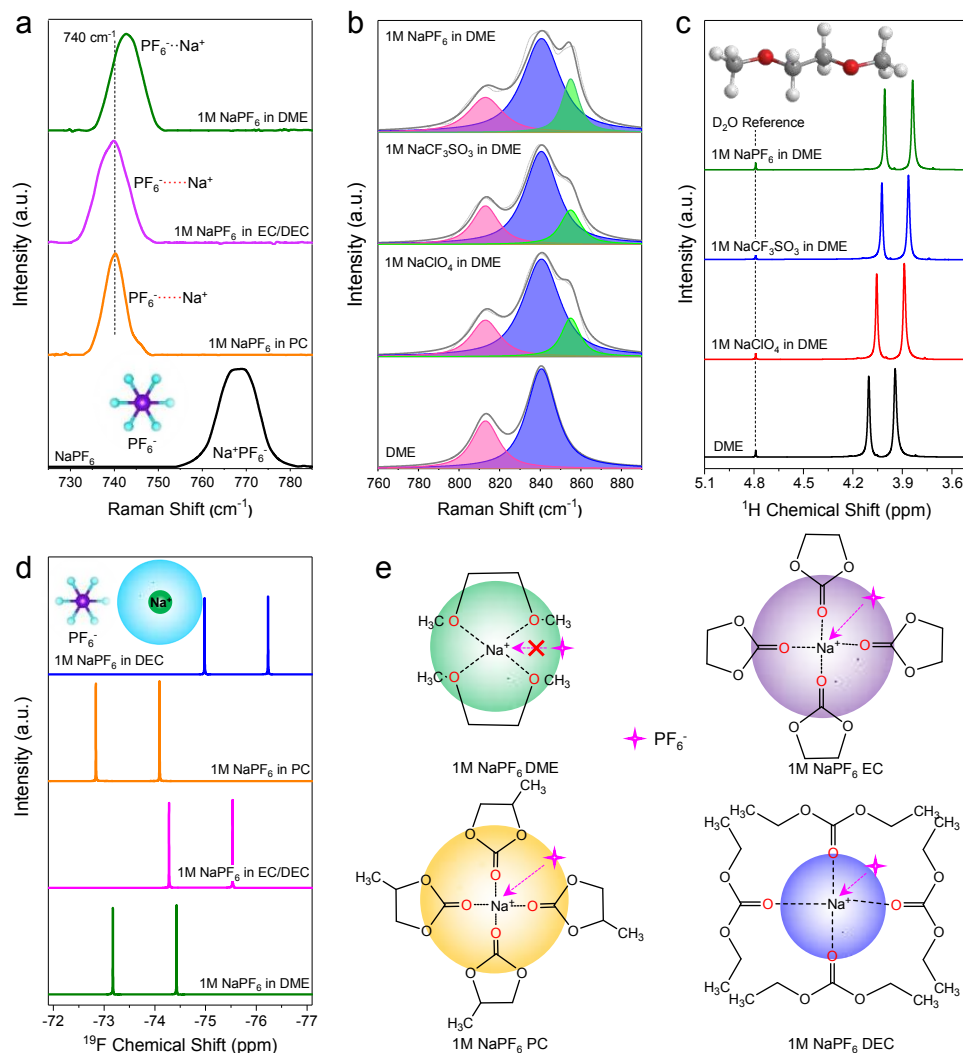 a
740 cm⁻¹
PF₆⁻··Na⁺
1M NaPF₆ in DME
PF₆⁻·····Na⁺
1M NaPF₆ in EC/DEC
PF₆⁻·····Na⁺
1M NaPF₆ in PC
PF₆⁻
Na⁺PF₆⁻
NaPF₆
730 740 750 760 770 780
Raman Shift (cm⁻¹)
Intensity (a.u.)
b
1M NaPF₆ in DME
1M NaCF₃SO₃ in DME
1M NaClO₄ in DME
DME
760 780 800 820 840 860 880
Raman Shift (cm⁻¹)
Intensity (a.u.)
c
D₂O Reference
1M NaPF₆ in DME
1M NaCF₃SO₃ in DME
1M NaClO₄ in DME
DME
5.1 4.5 3.9 3.6
¹H Chemical Shift (ppm)
Intensity (a.u.)
d
Na⁺
PF₆⁻
1M NaPF₆ in DEC
1M NaPF₆ in PC
1M NaPF₆ in EC/DEC
1M NaPF₆ in DME
-72 -73 -74 -75 -76 -77
¹⁹F Chemical Shift (ppm)
Intensity (a.u.)
e
H₃C O O CH₃
Na⁺
CH₃ O O CH₃
1M NaPF₆ DME
PF₆⁻
O O
O
O O Na⁺ O O
O O
O
O O
1M NaPF₆ EC
CH₃
O O
O
CH₃
O O Na⁺ O O
O O
O CH₃
O O
CH₃
1M NaPF₆ PC
H₃C O O CH₃
H₃C CH₃
O O O
O O Na⁺ O O
O O O
H₃C CH₃
H₃C O O CH₃
1M NaPF₆ DEC